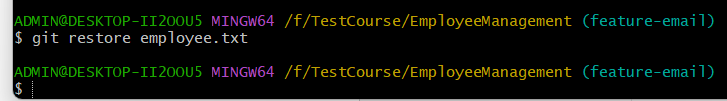 ADMIN@DESKTOP-II2OOU5 MINGW64 /f/TestCourse/EmployeeManagement (feature-email)
$ git restore employee.txt
ADMIN@DESKTOP-II2OOU5 MINGW64 /f/TestCourse/EmployeeManagement (feature-email)
$